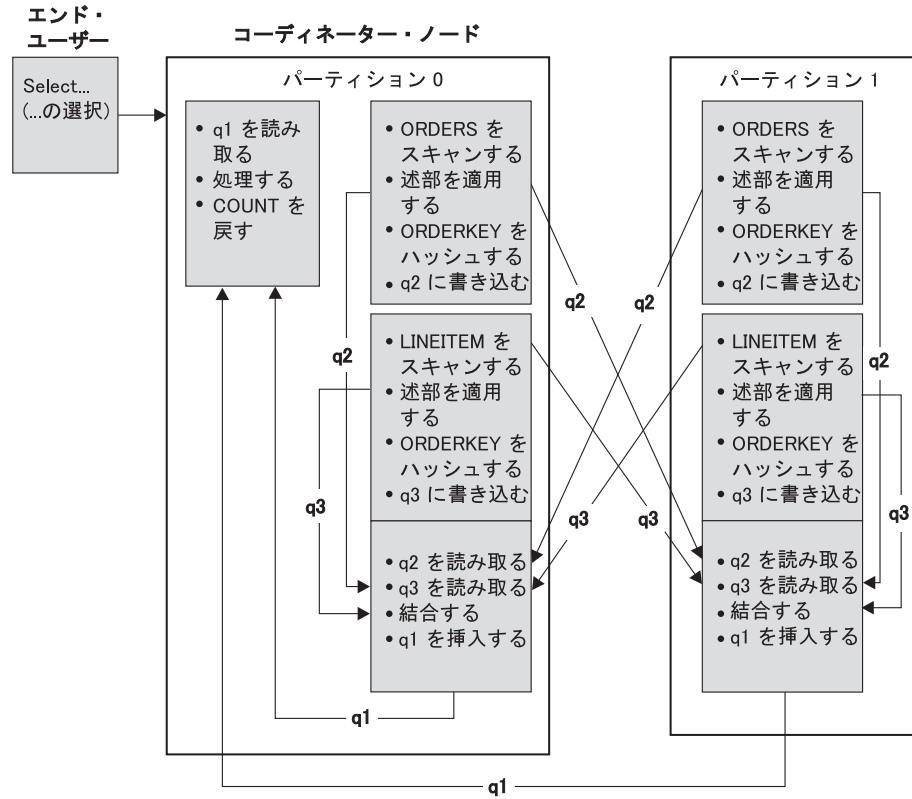 エンド・
ユーザー
Select...
(...の選択)
コーディネーター・ノード
パーティション 0
• q1 を読み
取る
• 処理する
• COUNT を
戻す
• ORDERS を
スキャンする
• 述部を適用
する
• ORDERKEY を
ハッシュする
• q2 に書き込む
• LINEITEM を
スキャンする
• 述部を適用
する
• ORDERKEY を
ハッシュする
• q3 に書き込む
• q2 を読み取る
• q3 を読み取る
• 結合する
• q1 を挿入する
q2
q3
q1
q2
q2
q3
q3
パーティション 1
• ORDERS を
スキャンする
• 述部を適用
する
• ORDERKEY を
ハッシュする
• q2 に書き込む
• LINEITEM を
スキャンする
• 述部を適用
する
• ORDERKEY を
ハッシュする
• q3 に書き込む
• q2 を読み取る
• q3 を読み取る
• 結合する
• q1 を挿入する
q2
q3
q1